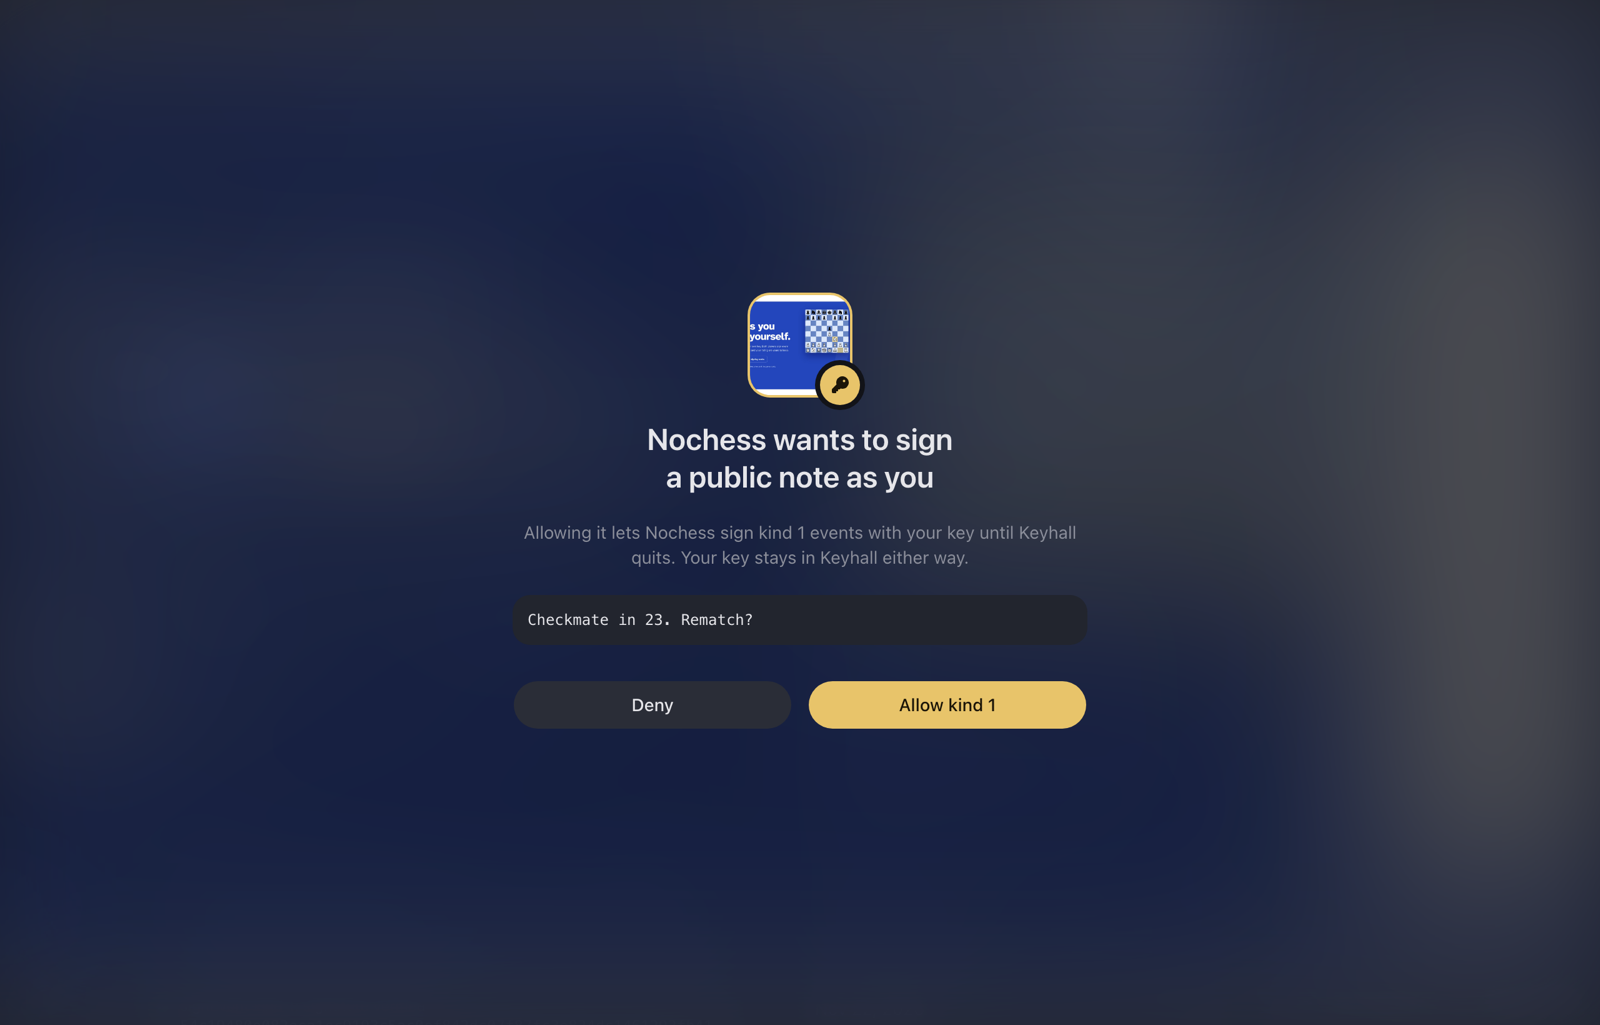 s you
yourself.
Nochess wants to sign
a public note as you
Allowing it lets Nochess sign kind 1 events with your key until Keyhall
quits. Your key stays in Keyhall either way.
Checkmate in 23. Rematch?
Deny
Allow kind 1